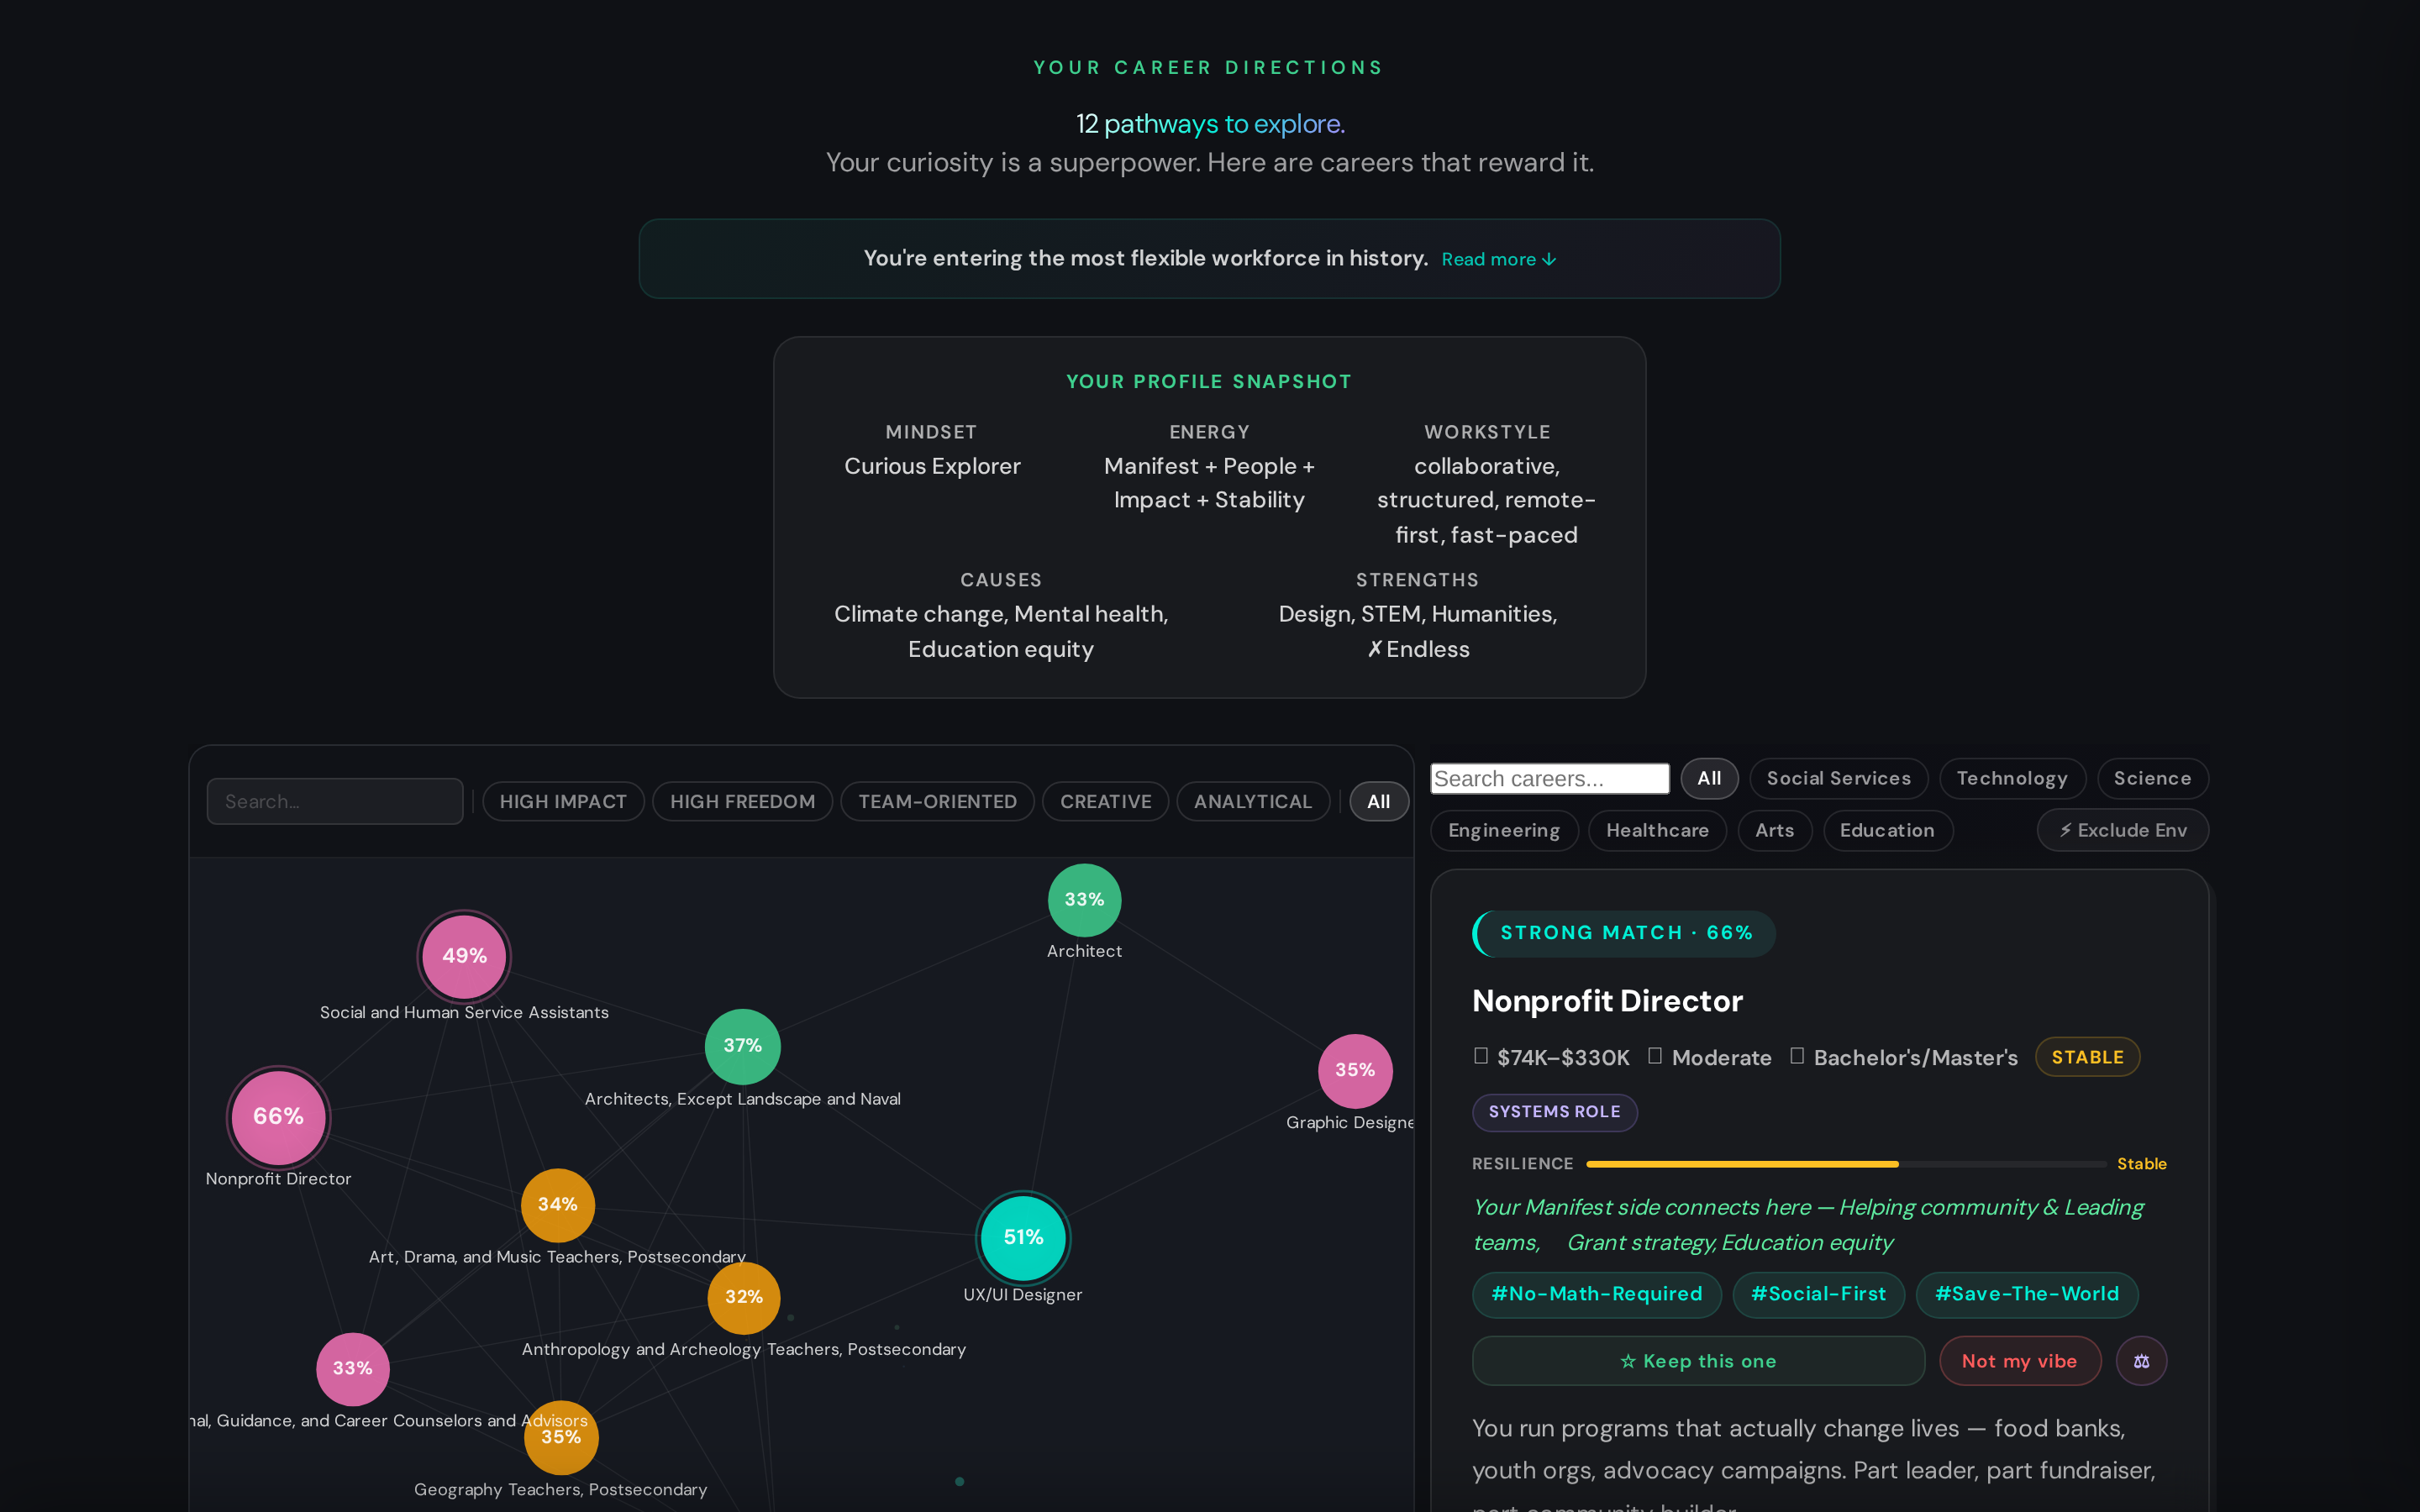 YOUR CAREER DIRECTIONS
12 pathways to explore.
Your curiosity is a superpower. Here are careers that reward it.
You're entering the most flexible workforce in history. Read more ↓
YOUR PROFILE SNAPSHOT
MINDSET
Curious Explorer
ENERGY
Manifest + People +
Impact + Stability
WORKSTYLE
collaborative,
structured, remote-
first, fast-paced
CAUSES
Climate change, Mental health,
Education equity
STRENGTHS
Design, STEM, Humanities,
✗Endless
Search...
HIGH IMPACT
HIGH FREEDOM
TEAM-ORIENTED
CREATIVE
ANALYTICAL
All
33%
Architect
49%
Social and Human Service Assistants
37%
Architects, Except Landscape and Naval
35%
Graphic Designe
66%
Nonprofit Director
34%
Art, Drama, and Music Teachers, Postsecondary
51%
UX/UI Designer
32%
Anthropology and Archeology Teachers, Postsecondary
33%
nal, Guidance, and Career Counselors and Advisors
35%
Geography Teachers, Postsecondary
Search careers...
All
Social Services
Technology
Science
Engineering
Healthcare
Arts
Education
⚡ Exclude Env
STRONG MATCH · 66%
Nonprofit Director
$74K–$330K Moderate Bachelor's/Master's STABLE
SYSTEMS ROLE
RESILIENCE Stable
Your Manifest side connects here — Helping community & Leading
teams, Grant strategy, Education equity
#No-Math-Required #Social-First #Save-The-World
☆ Keep this one Not my vibe ⚖
You run programs that actually change lives — food banks,
youth orgs, advocacy campaigns. Part leader, part fundraiser,
part community builder